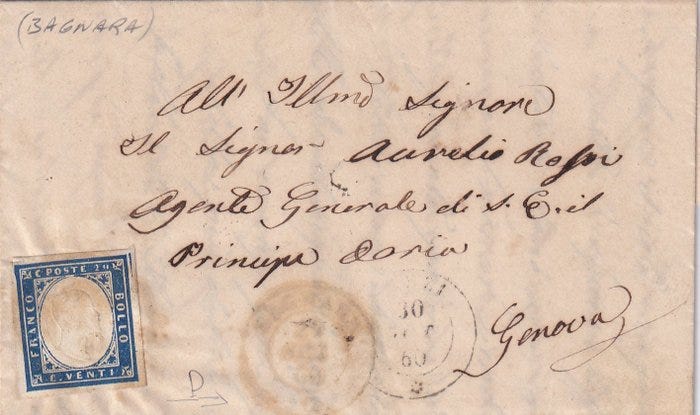 (BAGNARA)
All' Illmo Signore
Il Signor Aurelio Rossi
Agente Generale di S. E. il
Principe Doria
Genova
C. POSTE 20
FRANCO
BOLLO
C. VENTI
30
60
P